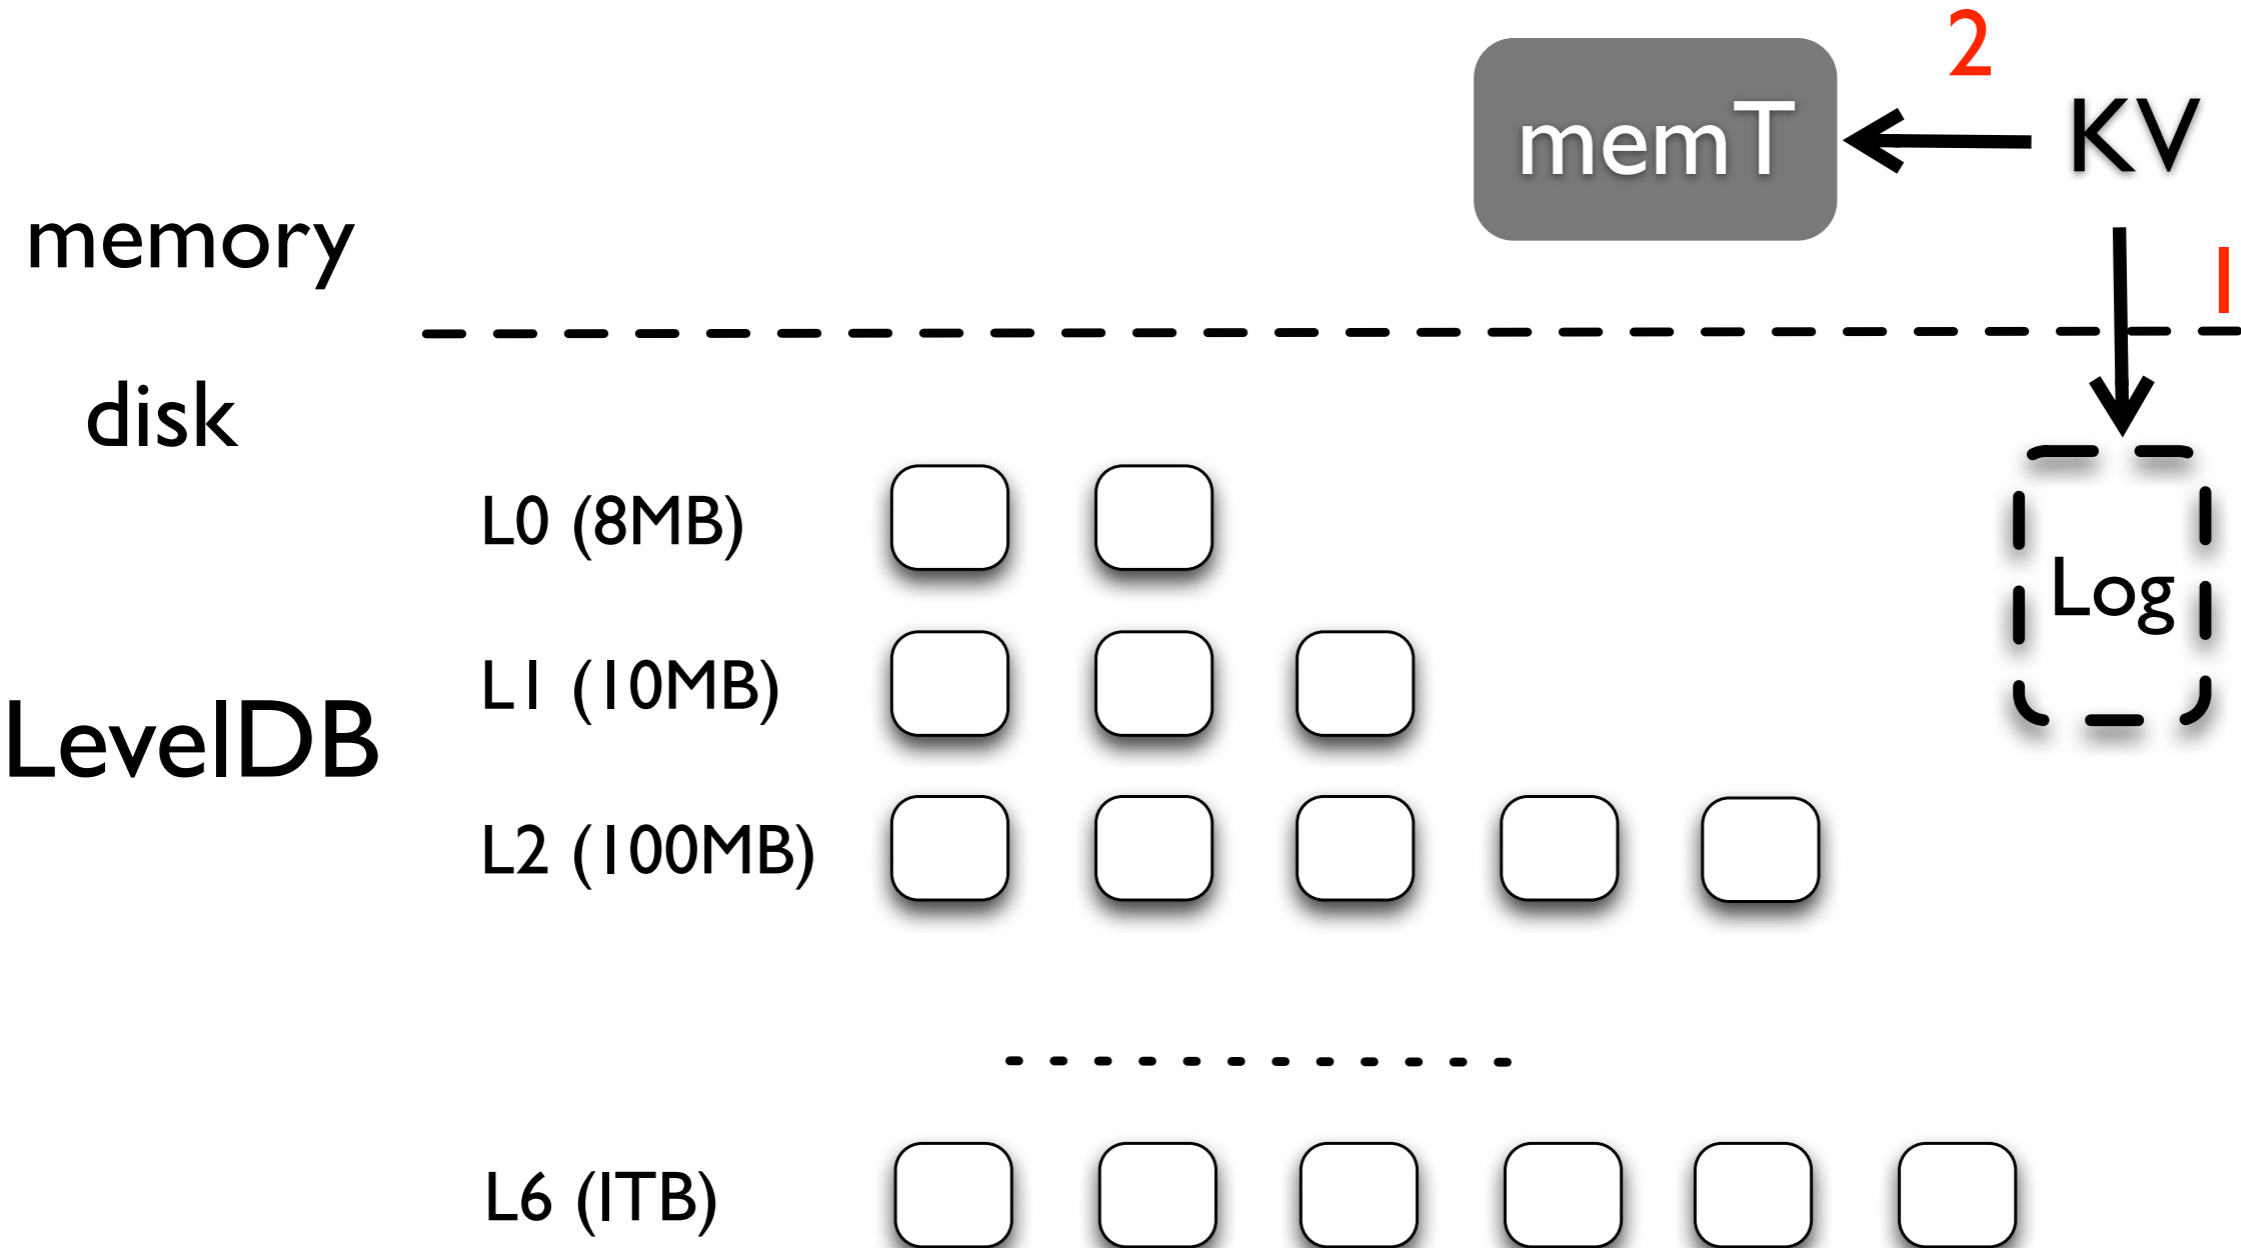 2
memT
KV
memory
1
disk
L0 (8MB)
Log
L1 (10MB)
LevelDB
L2 (100MB)
L6 (1TB)